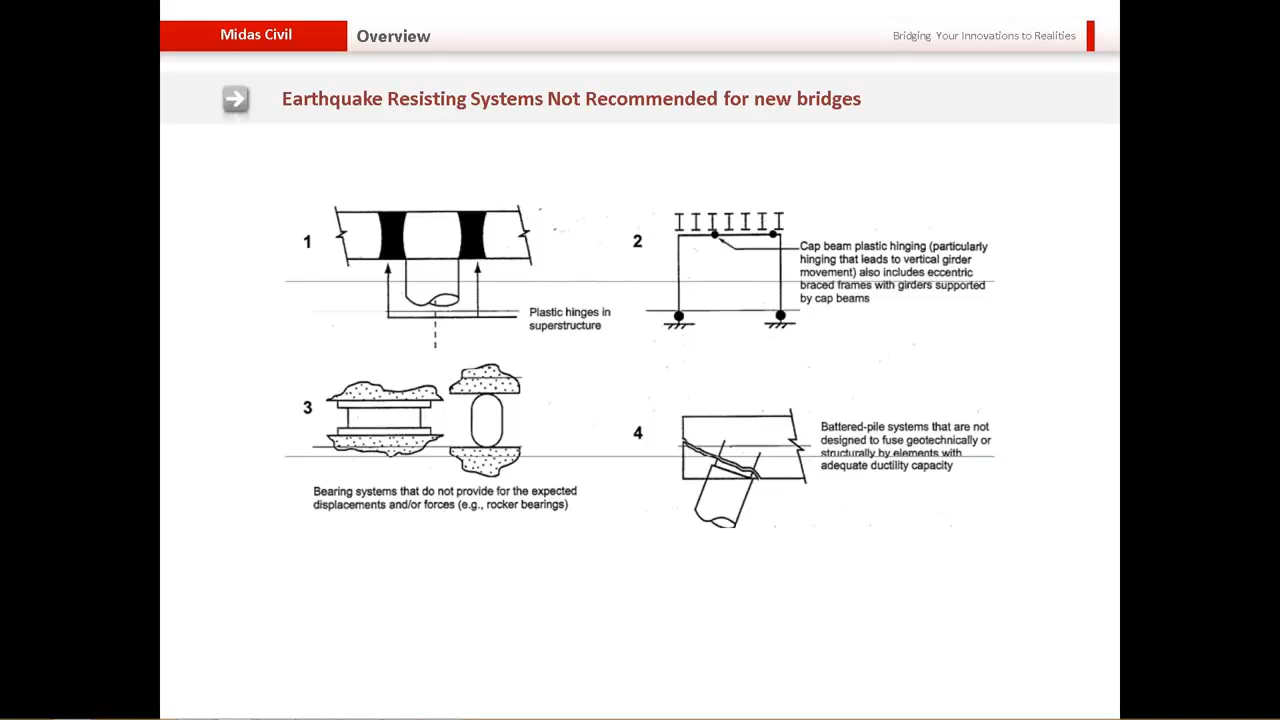 Midas Civil
Overview
Bridging Your Innovations to Realities
Earthquake Resisting Systems Not Recommended for new bridges
1
Plastic hinges in
superstructure
2
Cap beam plastic hinging (particularly
hinging that leads to vertical girder
movement) also includes eccentric
braced frames with girders supported
by cap beams
3
Bearing systems that do not provide for the expected
displacements and/or forces (e.g., rocker bearings)
4
Battered-pile systems that are not
designed to fuse geotechnically or
structurally by elements with
adequate ductility capacity